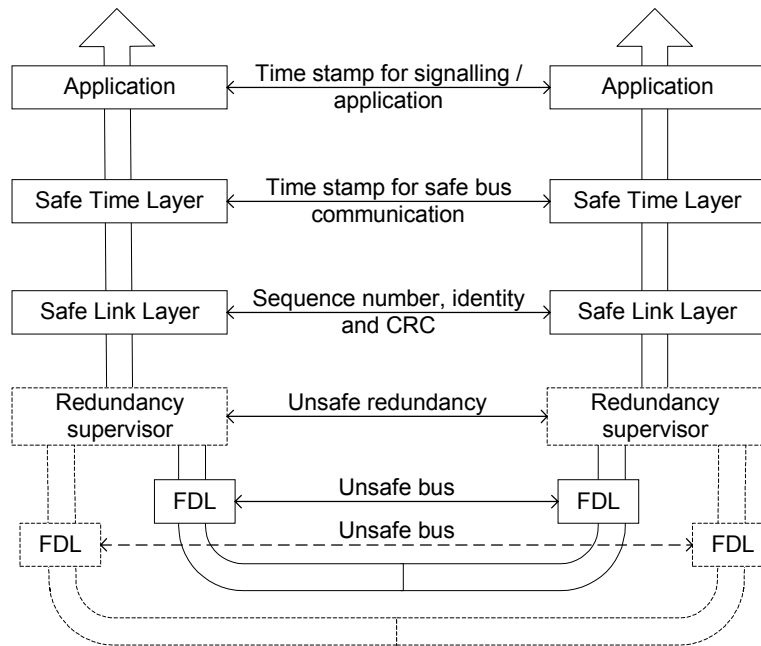 Application
Time stamp for signalling /
application
Application
Safe Time Layer
Time stamp for safe bus
communication
Safe Time Layer
Safe Link Layer
Sequence number, identity
and CRC
Safe Link Layer
Redundancy
supervisor
Unsafe redundancy
Redundancy
supervisor
FDL
Unsafe bus
FDL
FDL
Unsafe bus
FDL